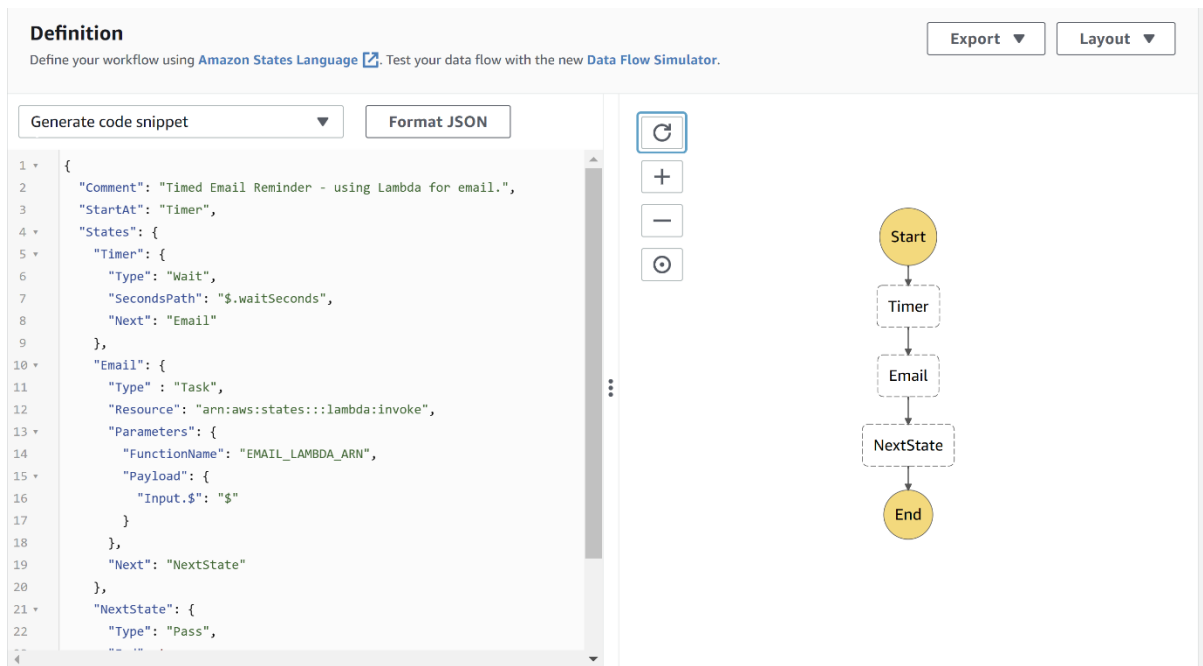 Definition
Define your workflow using Amazon States Language. Test your data flow with the new Data Flow Simulator.
Export
Layout
Generate code snippet
Format JSON
1 {
2 "Comment": "Timed Email Reminder - using Lambda for email.",
3 "StartAt": "Timer",
4 "States": {
5 "Timer": {
6 "Type": "Wait",
7 "SecondsPath": "$.waitSeconds",
8 "Next": "Email"
9 },
10 "Email": {
11 "Type" : "Task",
12 "Resource": "arn:aws:states:::lambda:invoke",
13 "Parameters": {
14 "FunctionName": "EMAIL_LAMBDA_ARN",
15 "Payload": {
16 "Input.$": "$"
17 }
18 },
19 "Next": "NextState"
20 },
21 "NextState": {
22 "Type": "Pass",
Start
Timer
Email
NextState
End